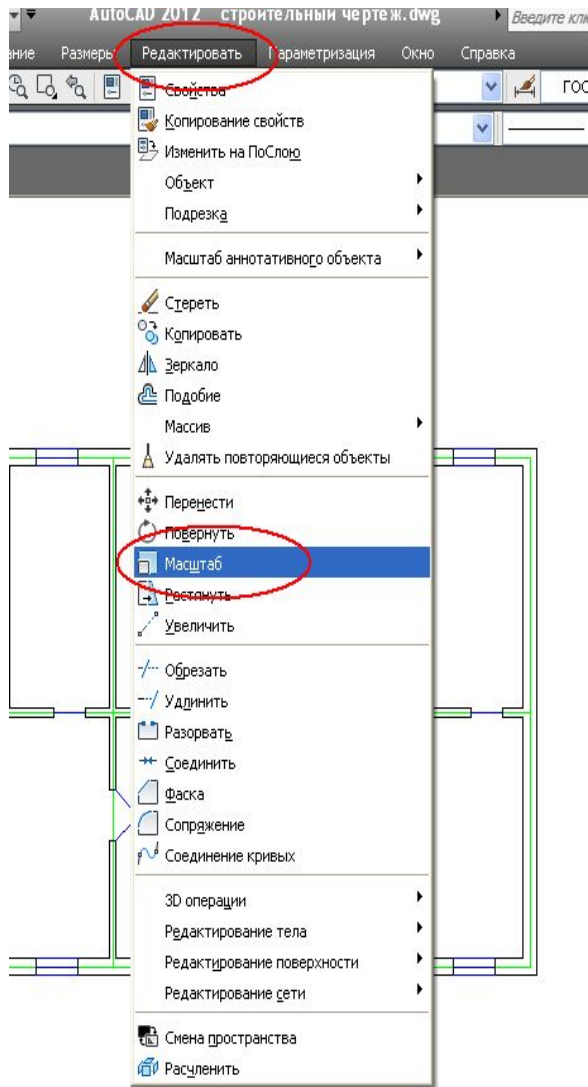 AutoCAD 2012 строительный чертеж.dwg
Введите клю
ание Размеры Редактировать Параметризация Окно Справка
ГОС
Свойства
Копирование свойств
Изменить на ПоСлою
Объект
Подрезка
Масштаб аннотативного объекта
Стереть
Копировать
Зеркало
Подобие
Массив
Удалять повторяющиеся объекты
Перенести
Повернуть
Масштаб
Растянуть
Увеличить
Обрезать
Удлинить
Разорвать
Соединить
Фаска
Сопряжение
Соединение кривых
3D операции
Редактирование тела
Редактирование поверхности
Редактирование сети
Смена пространства
Расчленить